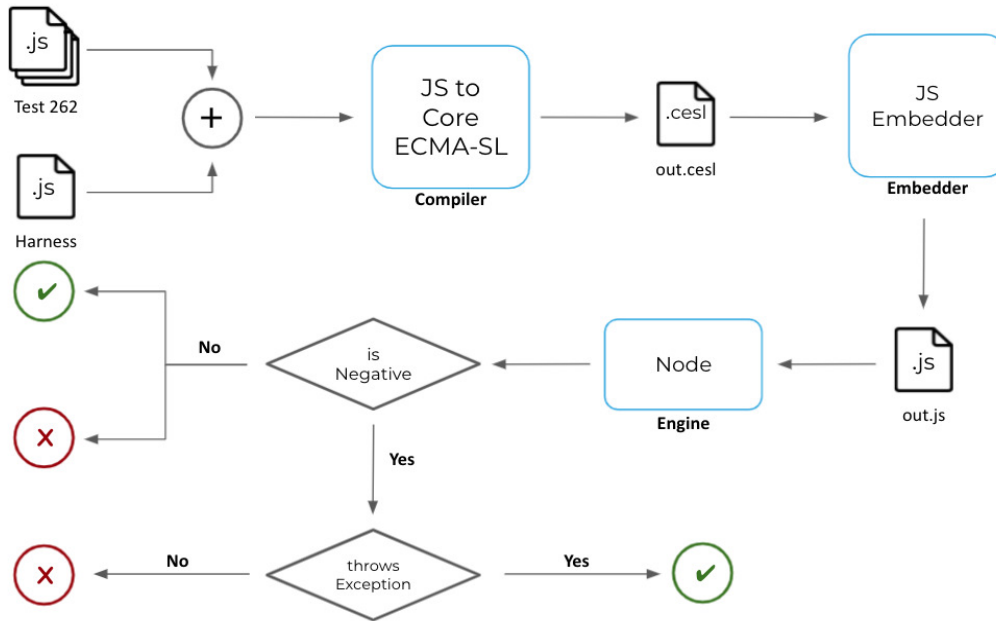 .js
Test 262
+
JS to
Core
ECMA-SL
Compiler
.cesl
out.cesl
JS
Embedder
Embedder
.js
Harness
No
is
Negative
Node
Engine
.js
out.js
Yes
No
throws
Exception
Yes